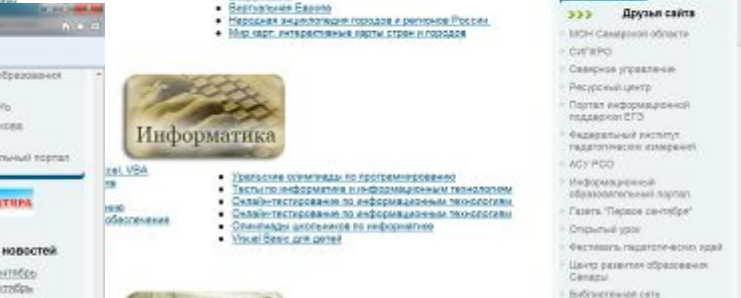 Виртуальная Европа
Народная энциклопедия городов и регионов России
Мир карт: интерактивные карты стран и городов
Информатика
VBA
обеспечение
Уральские олимпиады по программированию
Тесты по информатике и информационным технологиям
Онлайн-тестирование по информационным технологиям
Онлайн-тестирование по информационным технологиям
Олимпиады школьников по информатике
Visual Basic для детей
образования
портал
новостей
Друзья сайта
МОН Самарской области
СИПКРО
Северное управление
Ресурсный центр
Портал информационной
поддержки ЕГЭ
Федеральный институт
педагогических измерений
АСУ РСО
Информационный
образовательный портал
Газета "Первое сентября"
Открытый урок
Фестиваль педагогических идей
Центр развития образования
Самары
Библиотечная сеть